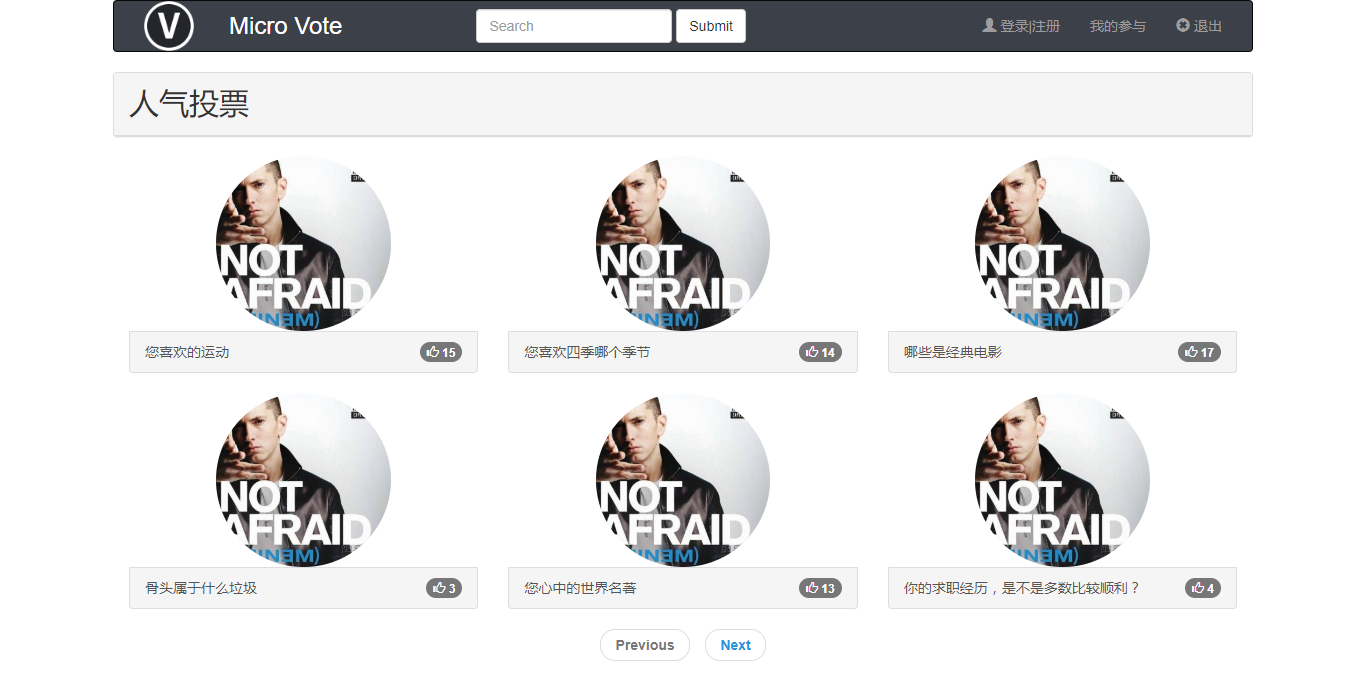 V Micro Vote Search Submit 登录|注册 我的参与 退出
人气投票
NOT NOT NOT
AFRAID AFRAID AFRAID
您喜欢的运动 15 您喜欢四季哪个季节 14 哪些是经典电影 17
NOT NOT NOT
AFRAID AFRAID AFRAID
骨头属于什么垃圾 3 您心中的世界名著 13 你的求职经历，是不是多数比较顺利？ 4
Previous Next